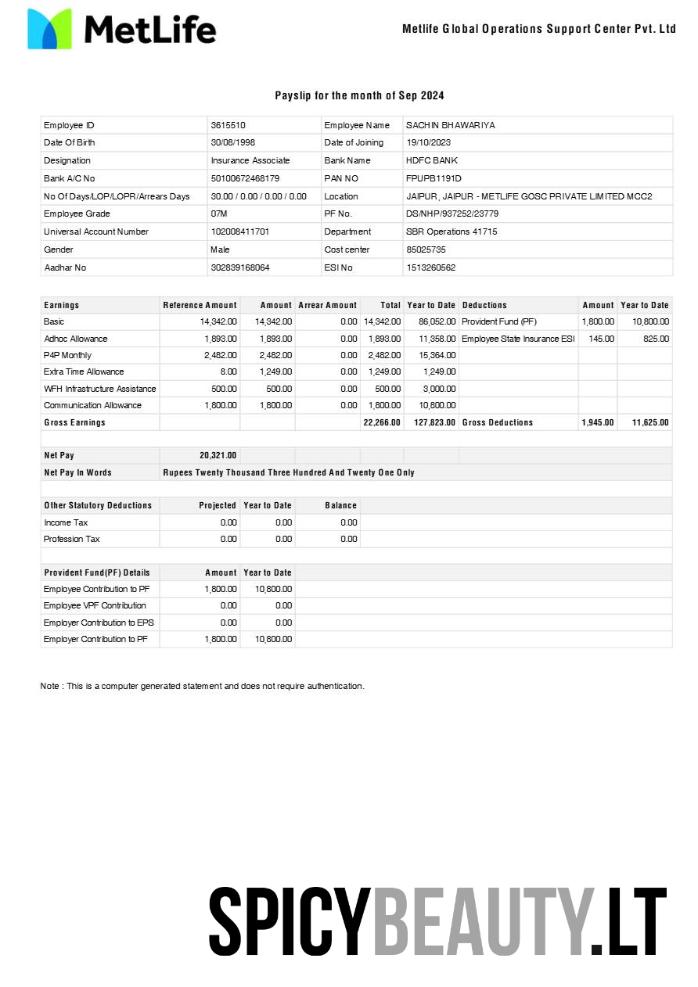 MetLife
Metlife Global Operations Support Center Pvt. Ltd
Payslip for the month of Sep 2024
Employee ID 3615510 Employee Name SACHIN BHAWARIYA
Date Of Birth 30/08/1998 Date of Joining 19/10/2023
Designation Insurance Associate Bank Name HDFC BANK
Bank A/C No 50100672468179 PAN NO FPUPB1191D
No Of Days/LOP/LOPR/Arrears Days 30.00 / 0.00 / 0.00 / 0.00 Location JAIPUR, JAIPUR - METLIFE GOSC PRIVATE LIMITED MCC2
Employee Grade 07M PF No. DS/NHP/937252/23779
Universal Account Number 102008411701 Department SBR Operations 41715
Gender Male Cost center 85025735
Aadhar No 302839168064 ESI No 1513260562
Earnings Reference Amount Amount Arrear Amount Total Year to Date Deductions Amount Year to Date
Basic 14,342.00 14,342.00 0.00 14,342.00 86,052.00 Provident Fund (PF) 1,800.00 10,800.00
Adhoc Allowance 1,893.00 1,893.00 0.00 1,893.00 11,358.00 Employee State Insurance ESI 145.00 825.00
P4P Monthly 2,482.00 2,482.00 0.00 2,482.00 15,364.00
Extra Time Allowance 8.00 1,249.00 0.00 1,249.00 1,249.00
WFH Infrastructure Assistance 500.00 500.00 0.00 500.00 3,000.00
Communication Allowance 1,800.00 1,800.00 0.00 1,800.00 10,800.00
Gross Earnings 22,266.00 127,823.00 Gross Deductions 1,945.00 11,625.00
Net Pay 20,321.00
Net Pay In Words Rupees Twenty Thousand Three Hundred And Twenty One Only
Other Statutory Deductions Projected Year to Date Balance
Income Tax 0.00 0.00 0.00
Profession Tax 0.00 0.00 0.00
Provident Fund(PF) Details Amount Year to Date
Employee Contribution to PF 1,800.00 10,800.00
Employee VPF Contribution 0.00 0.00
Employer Contribution to EPS 0.00 0.00
Employer Contribution to PF 1,800.00 10,800.00
Note : This is a computer generated statement and does not require authentication.
SPICYBEAUTY.LT